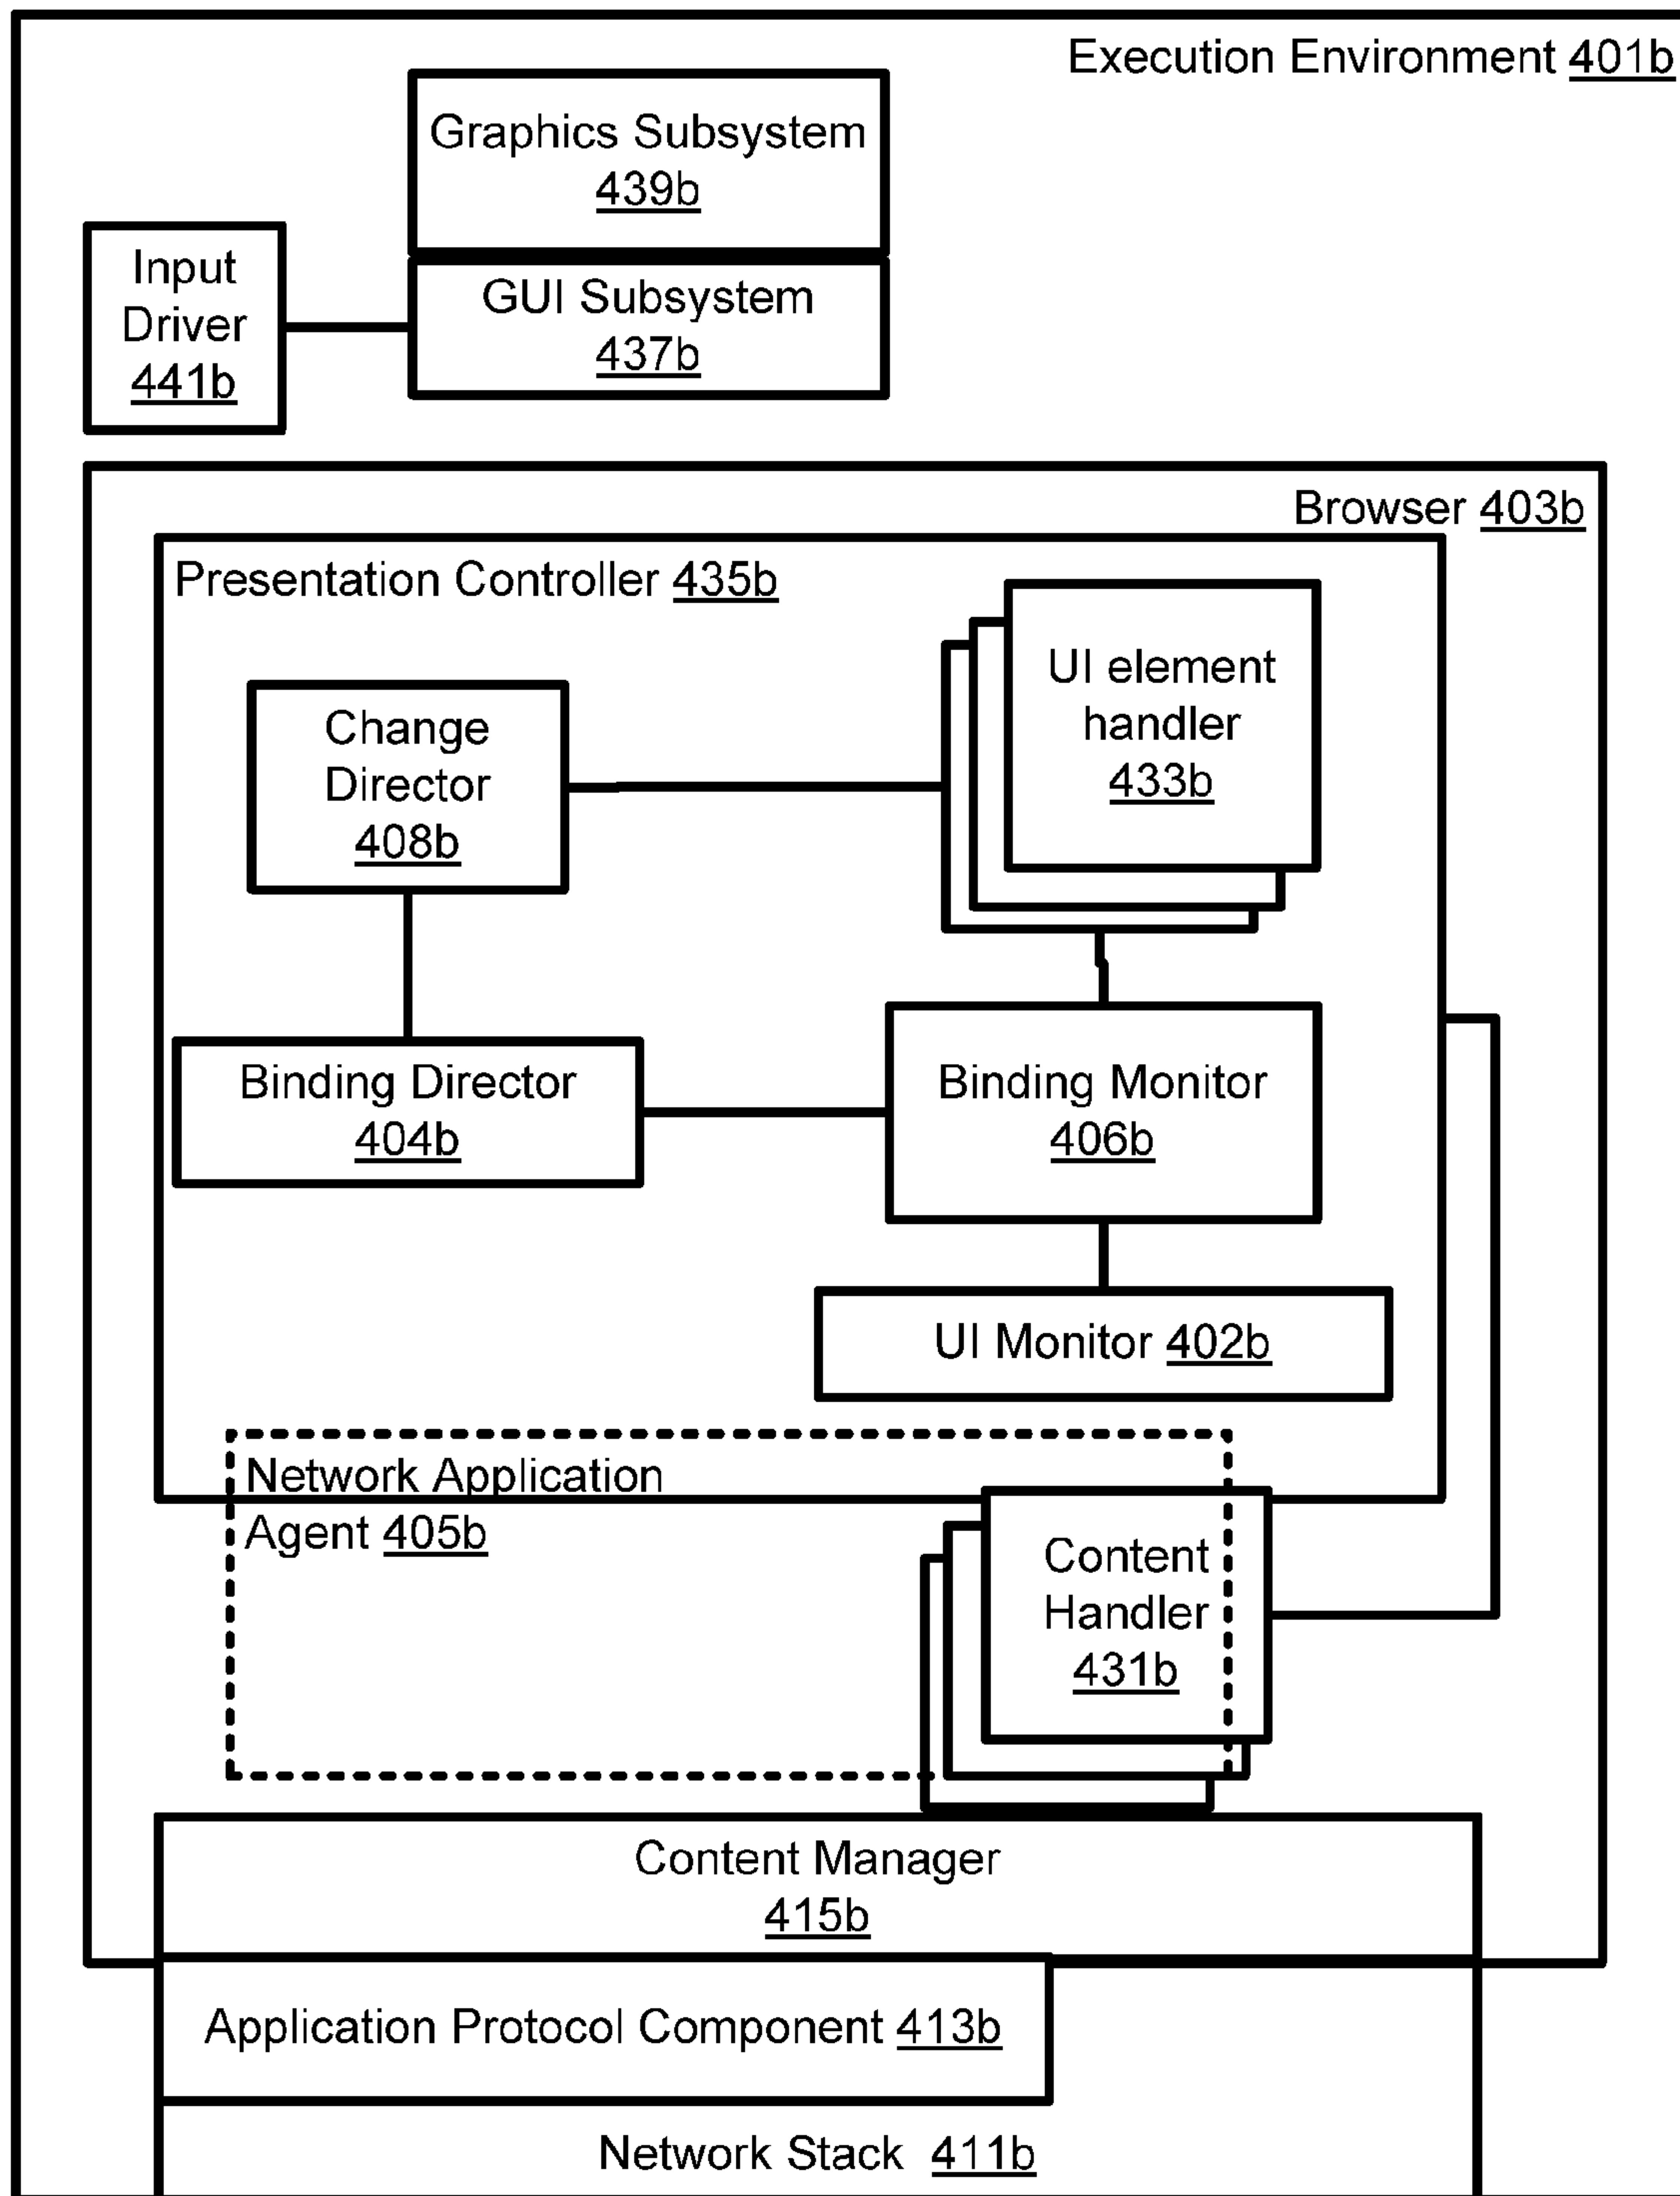 Execution Environment 401b
Graphics Subsystem
439b
Input
Driver
441b
GUI Subsystem
437b
Browser 403b
Presentation Controller 435b
UI element
handler
433b
Change
Director
408b
Binding Director
404b
Binding Monitor
406b
UI Monitor 402b
Network Application
Agent 405b
Content
Handler
431b
Content Manager
415b
Application Protocol Component 413b
Network Stack 411b